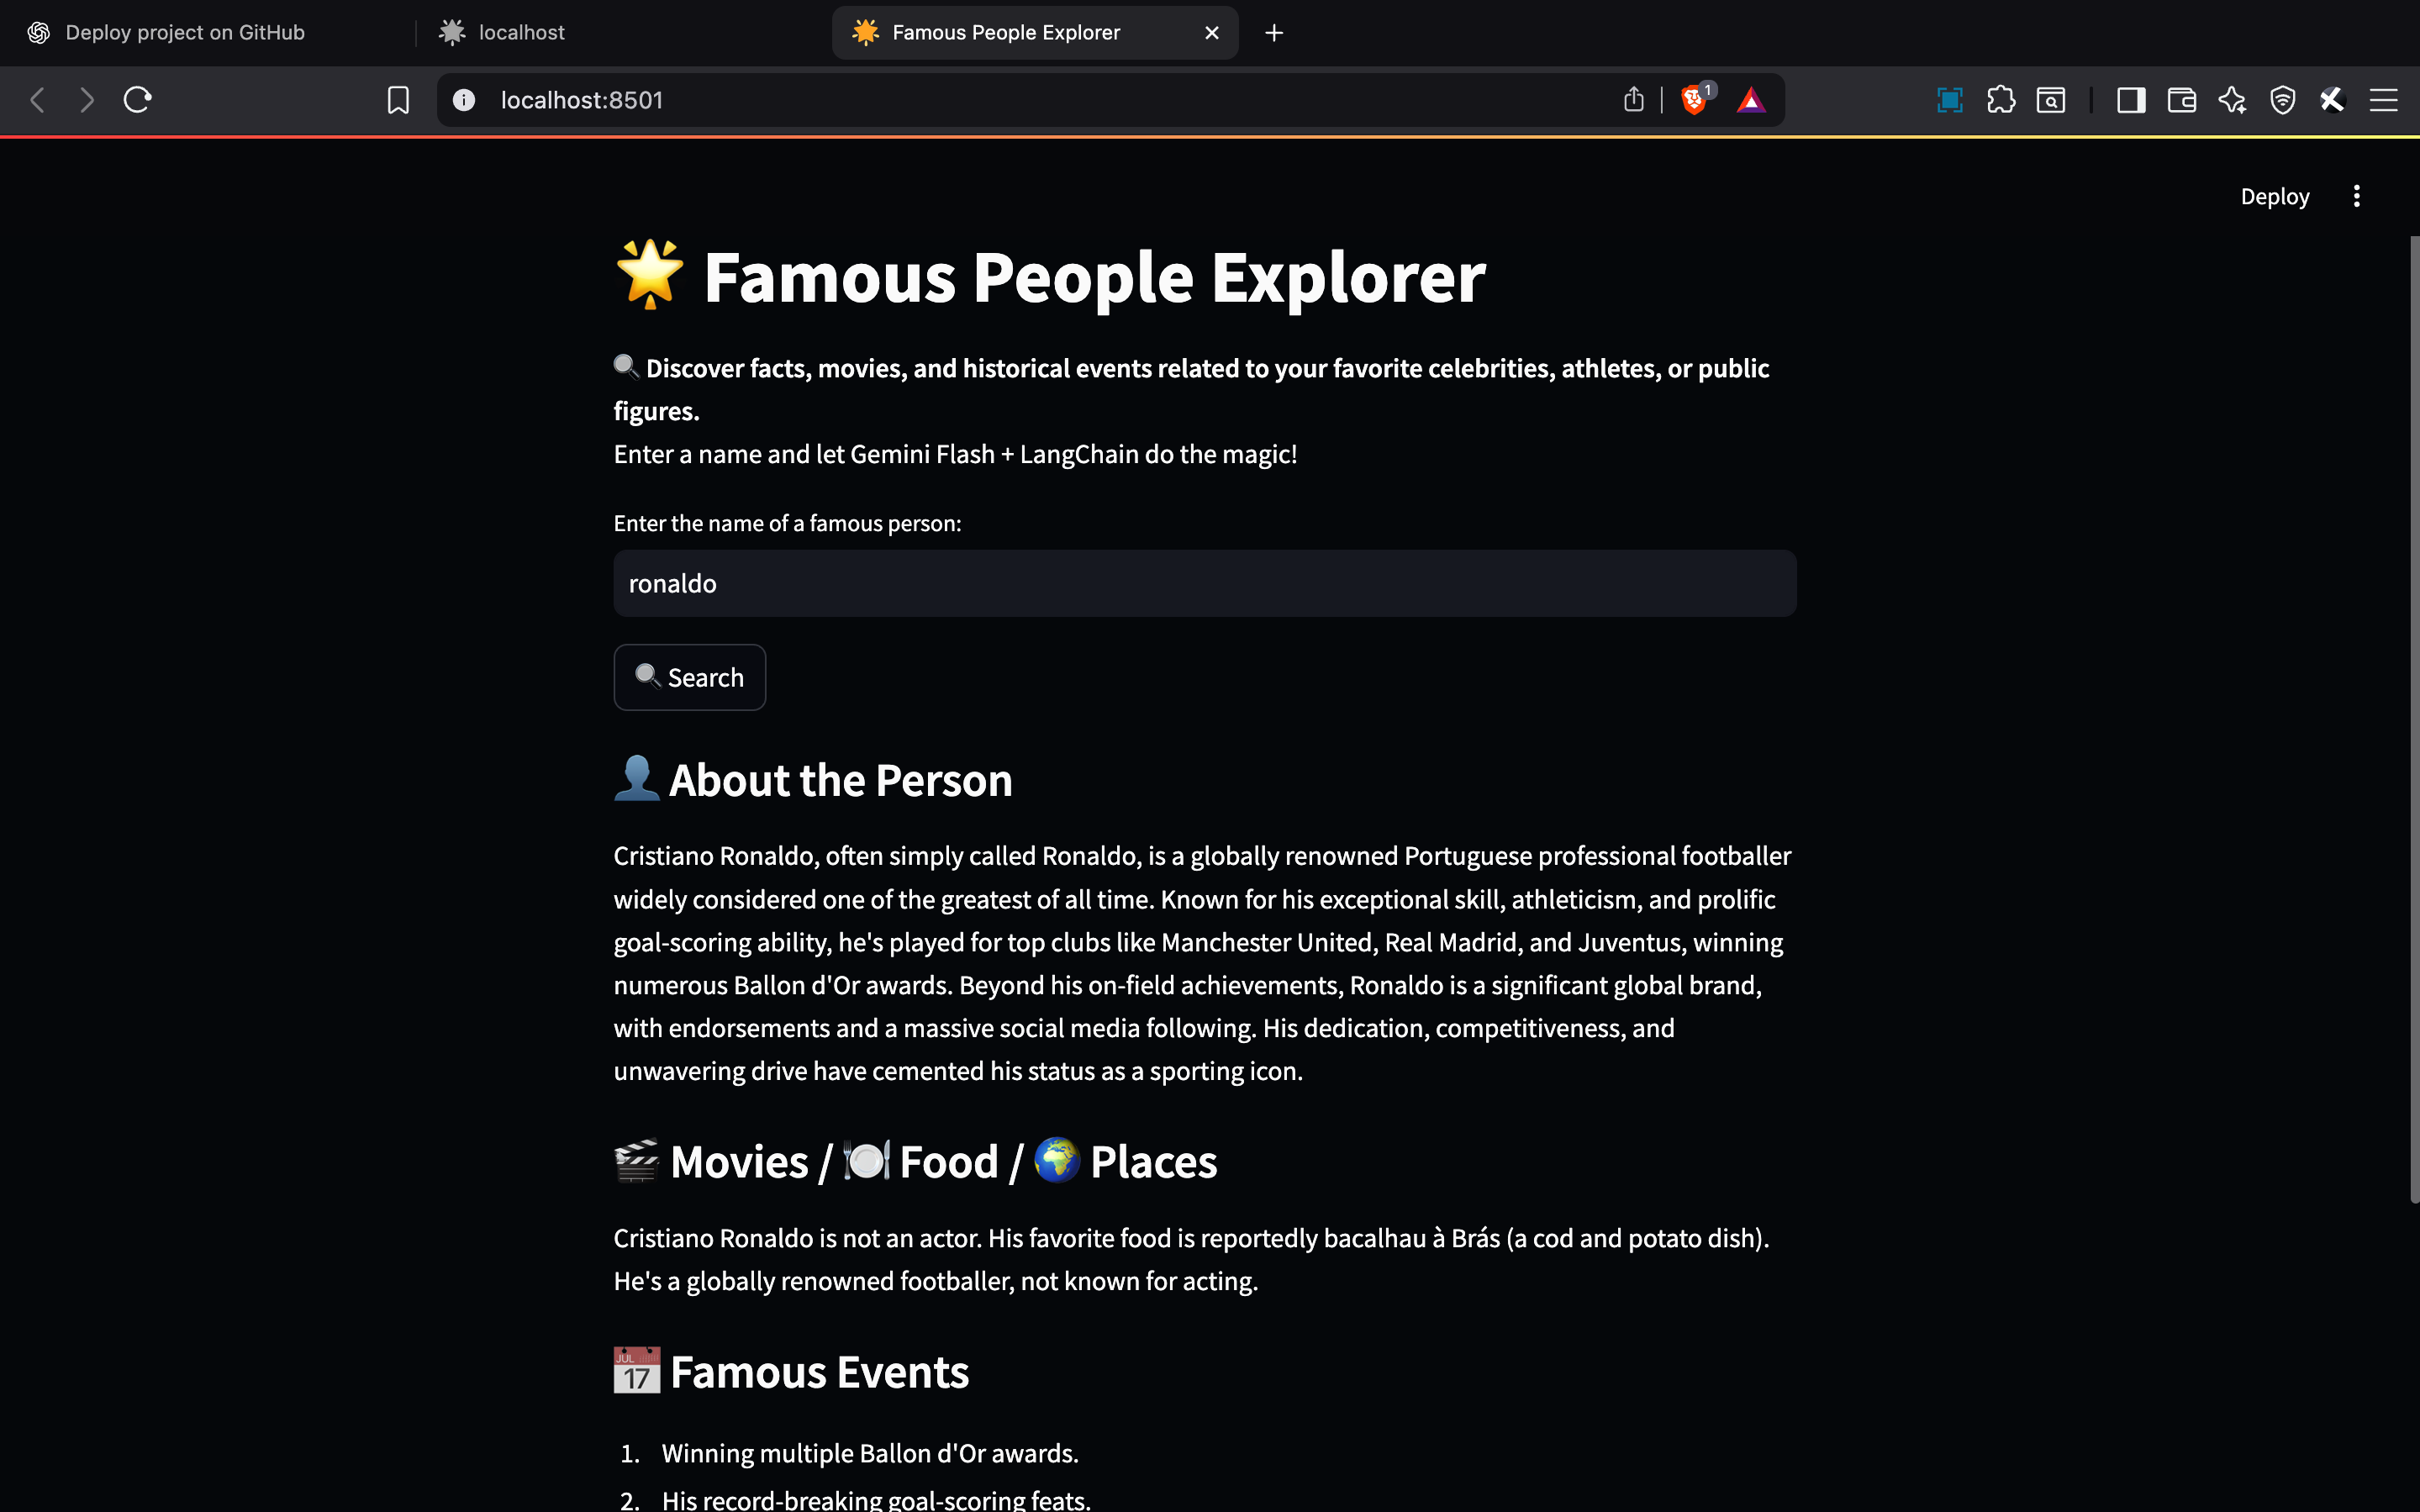 Deploy project on GitHub
localhost
Famous People Explorer
localhost:8501
1
Deploy
Famous People Explorer
Discover facts, movies, and historical events related to your favorite celebrities, athletes, or public
figures.
Enter a name and let Gemini Flash + LangChain do the magic!
Enter the name of a famous person:
ronaldo
Search
About the Person
Cristiano Ronaldo, often simply called Ronaldo, is a globally renowned Portuguese professional footballer
widely considered one of the greatest of all time. Known for his exceptional skill, athleticism, and prolific
goal-scoring ability, he's played for top clubs like Manchester United, Real Madrid, and Juventus, winning
numerous Ballon d'Or awards. Beyond his on-field achievements, Ronaldo is a significant global brand,
with endorsements and a massive social media following. His dedication, competitiveness, and
unwavering drive have cemented his status as a sporting icon.
Movies / Food / Places
Cristiano Ronaldo is not an actor. His favorite food is reportedly bacalhau à Brás (a cod and potato dish).
He's a globally renowned footballer, not known for acting.
JUL
17
Famous Events
1. Winning multiple Ballon d'Or awards.
2. His record-breaking goal-scoring feats.